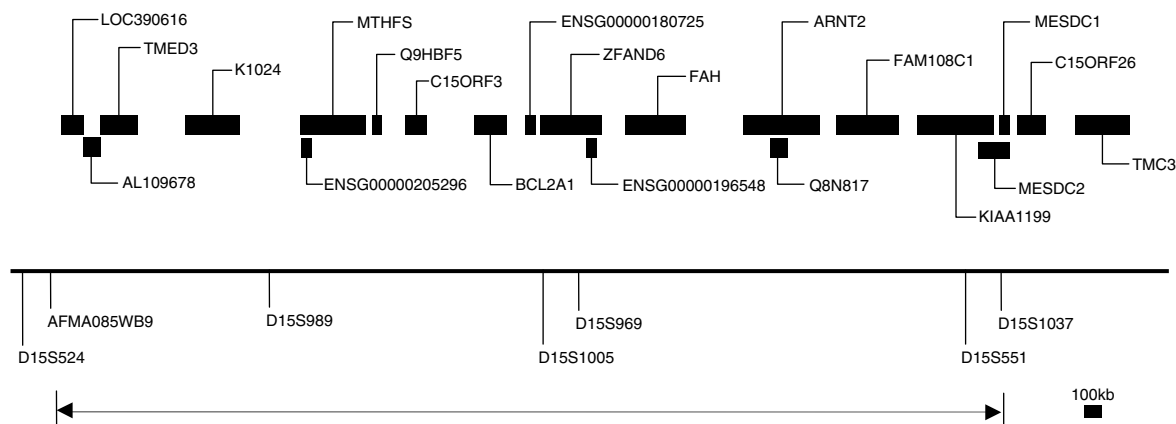 LOC390616
MTHFS
ENSG00000180725
ARNT2
MESDC1
TMED3
Q9HBF5
ZFAND6
FAM108C1
C15ORF26
K1024
C15ORF3
FAH
AL109678
ENSG00000205296
BCL2A1
ENSG00000196548
Q8N817
MESDC2
TMC3
KIAA1199
AFMA085WB9
D15S989
D15S969
D15S1037
D15S524
D15S1005
D15S551
100kb